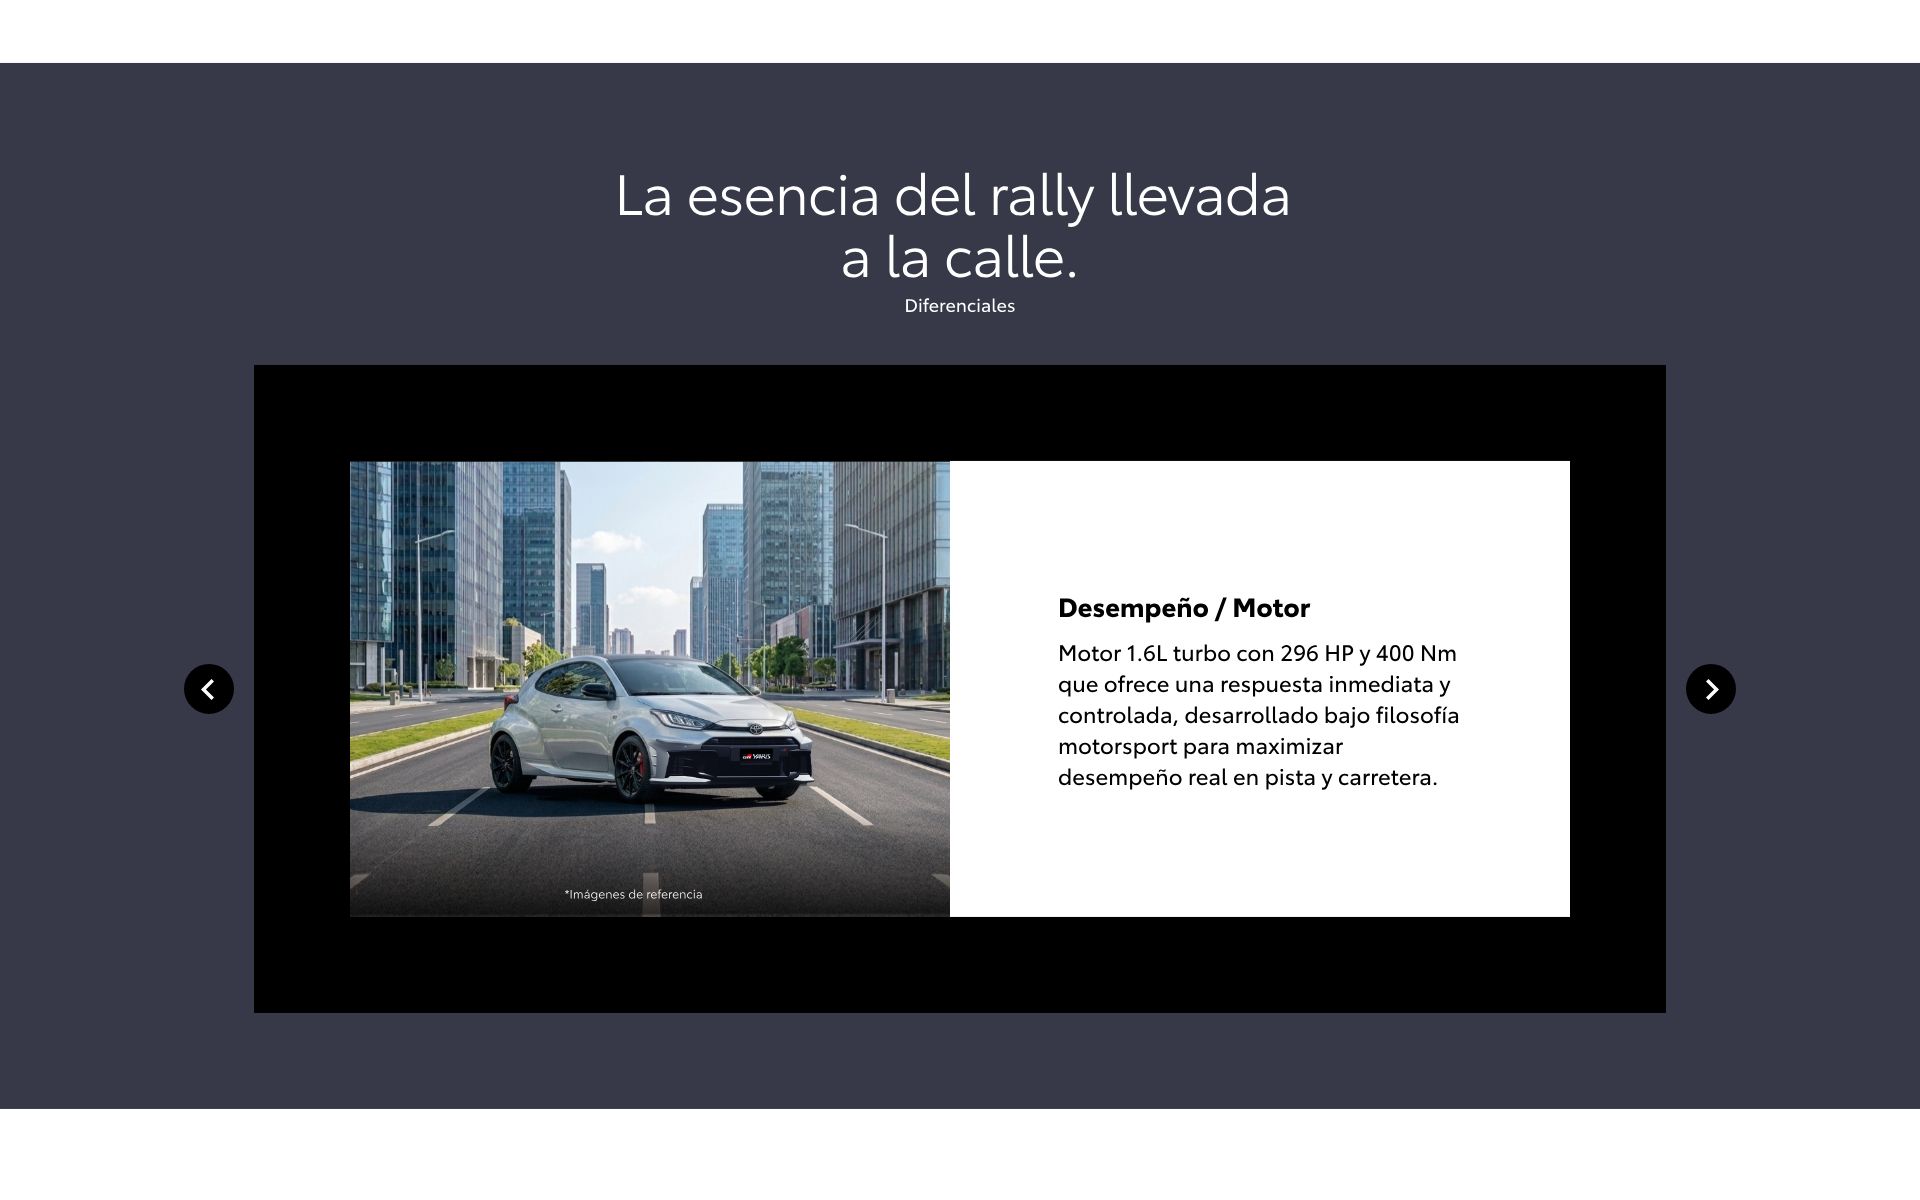 La esencia del rally llevada
a la calle.
Diferenciales
Desempeño / Motor
Motor 1.6L turbo con 296 HP y 400 Nm
que ofrece una respuesta inmediata y
controlada, desarrollado bajo filosofía
motorsport para maximizar
desempeño real en pista y carretera.
GR YARIS
*Imágenes de referencia